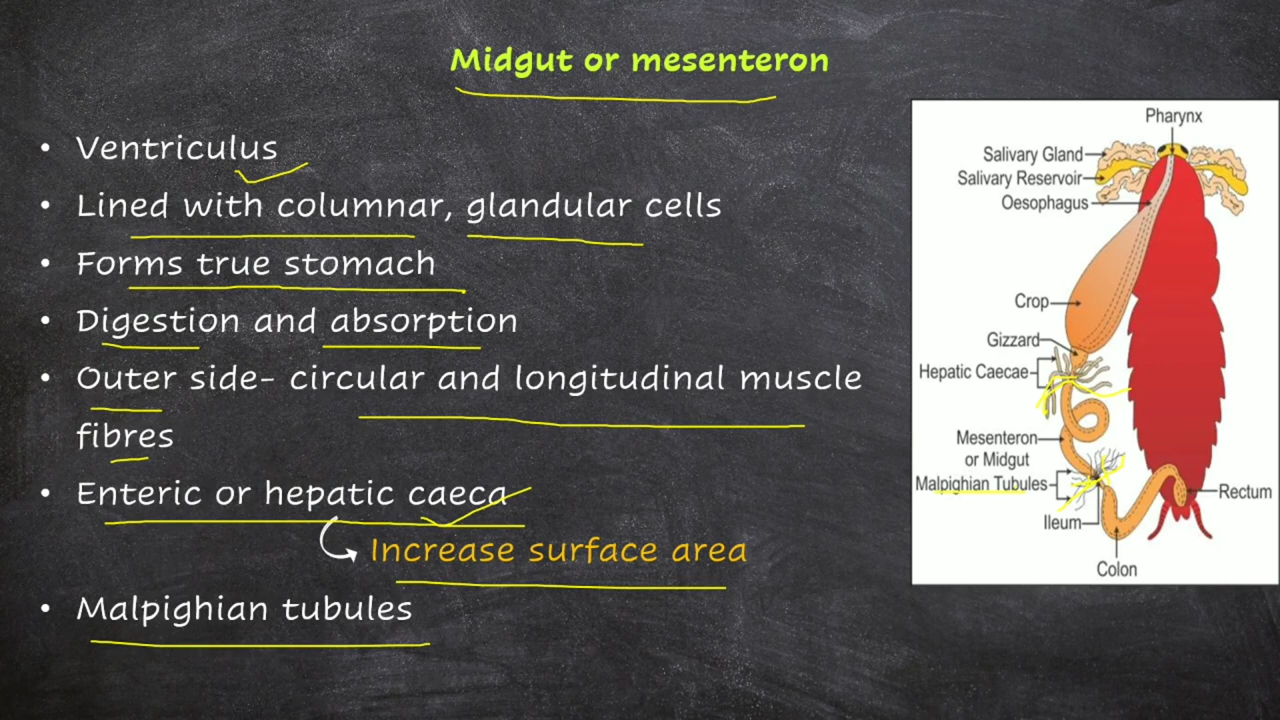 Midgut or mesenteron
• Ventriculus
• Lined with columnar, glandular cells
• Forms true stomach
• Digestion and absorption
• Outer side- circular and longitudinal muscle
fibres
• Enteric or hepatic caeca
Increase surface area
• Malpighian tubules
Pharynx
Salivary Gland
Salivary Reservoir
Oesophagus
Crop
Gizzard
Hepatic Caecae
Mesenteron
or Midgut
Malpighian Tubules
Ileum
Rectum
Colon